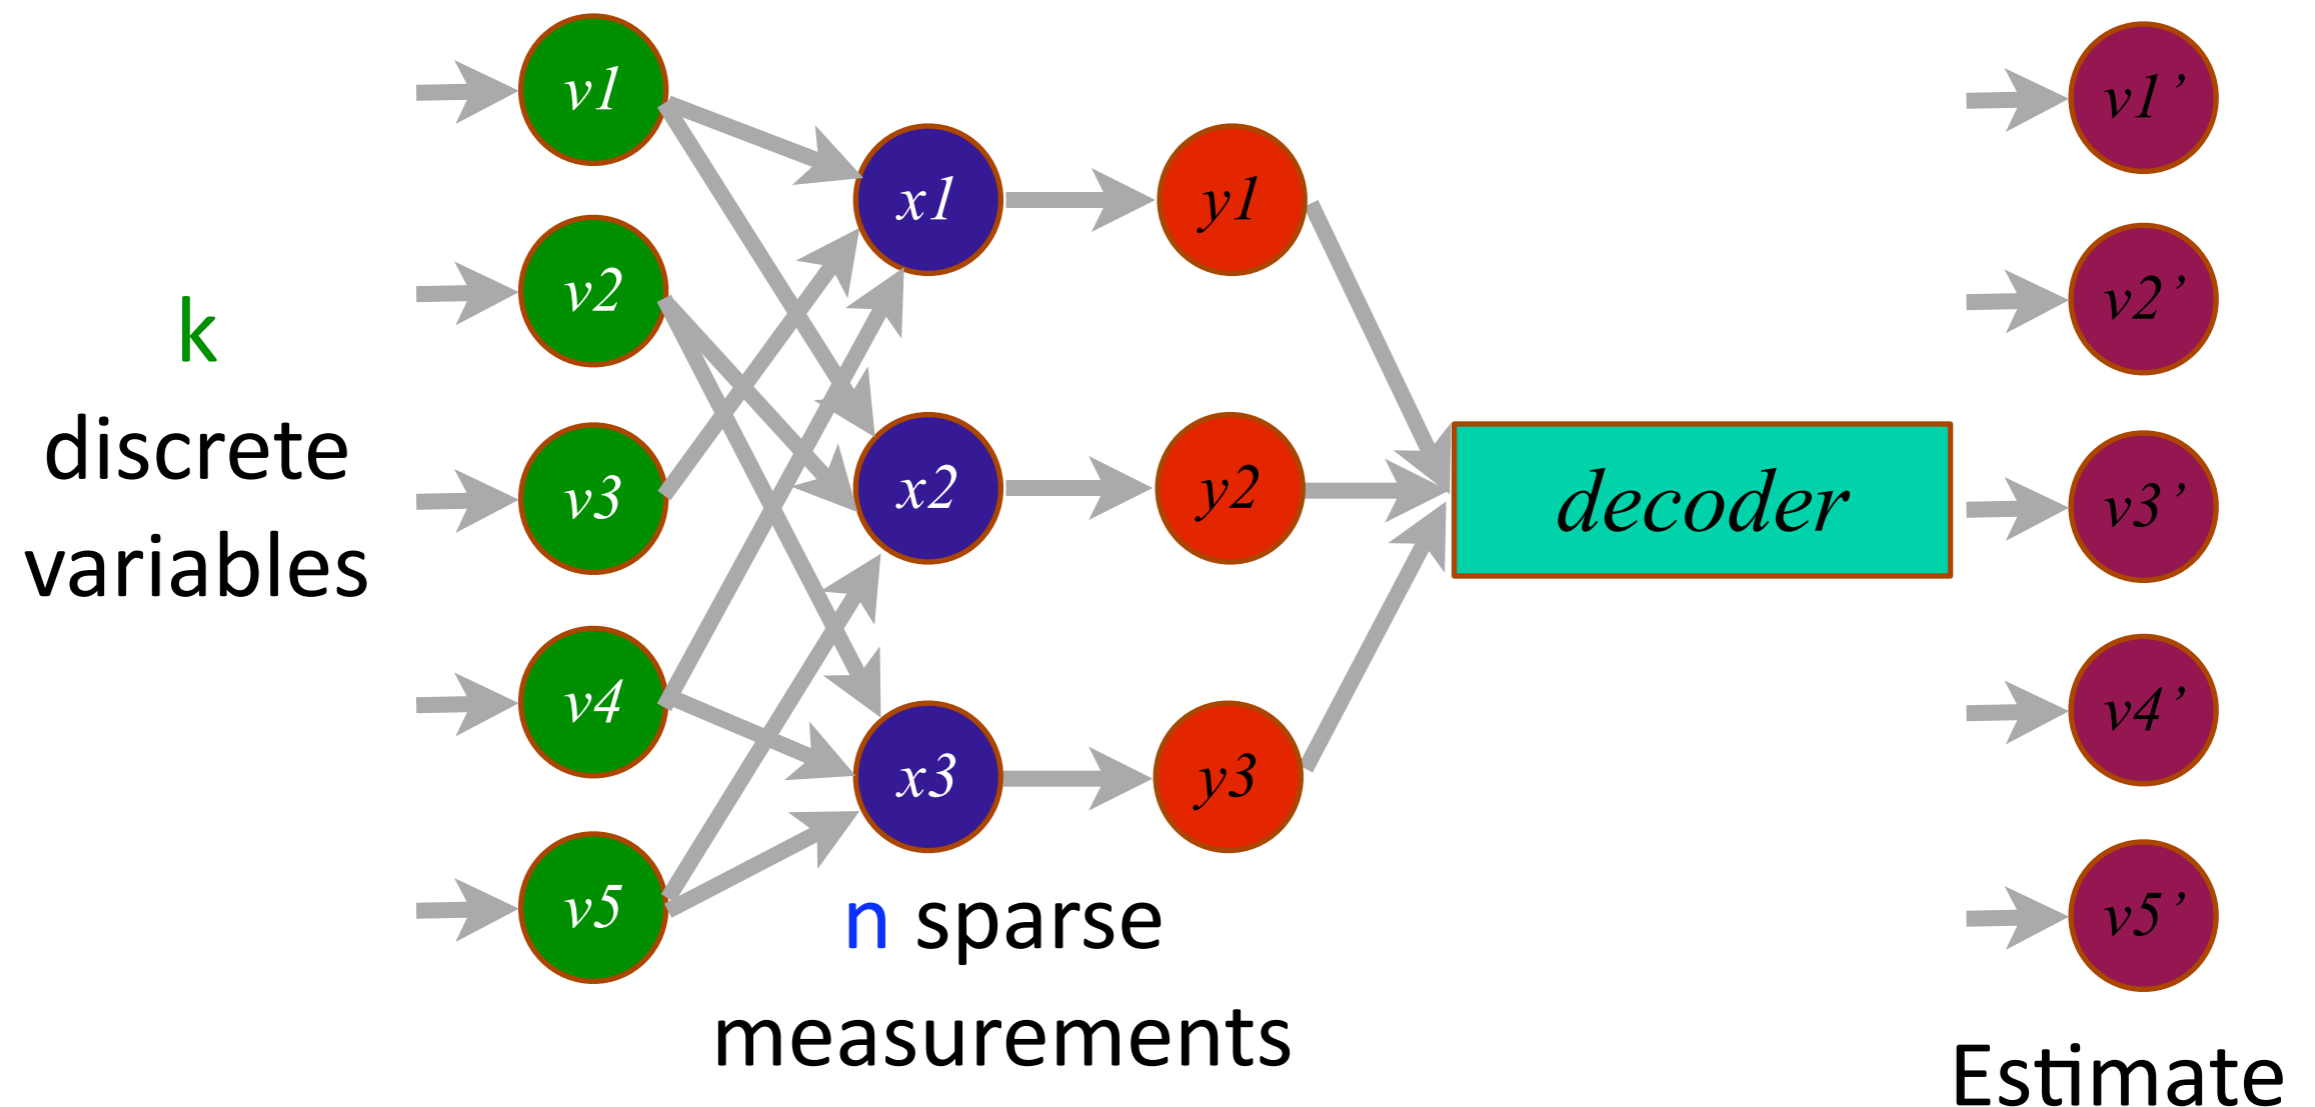 k
discrete
variables
v1
v2
v3
v4
v5
x1
x2
x3
n sparse
measurements
y1
y2
y3
decoder
v1’
v2’
v3’
v4’
v5’
Estimate